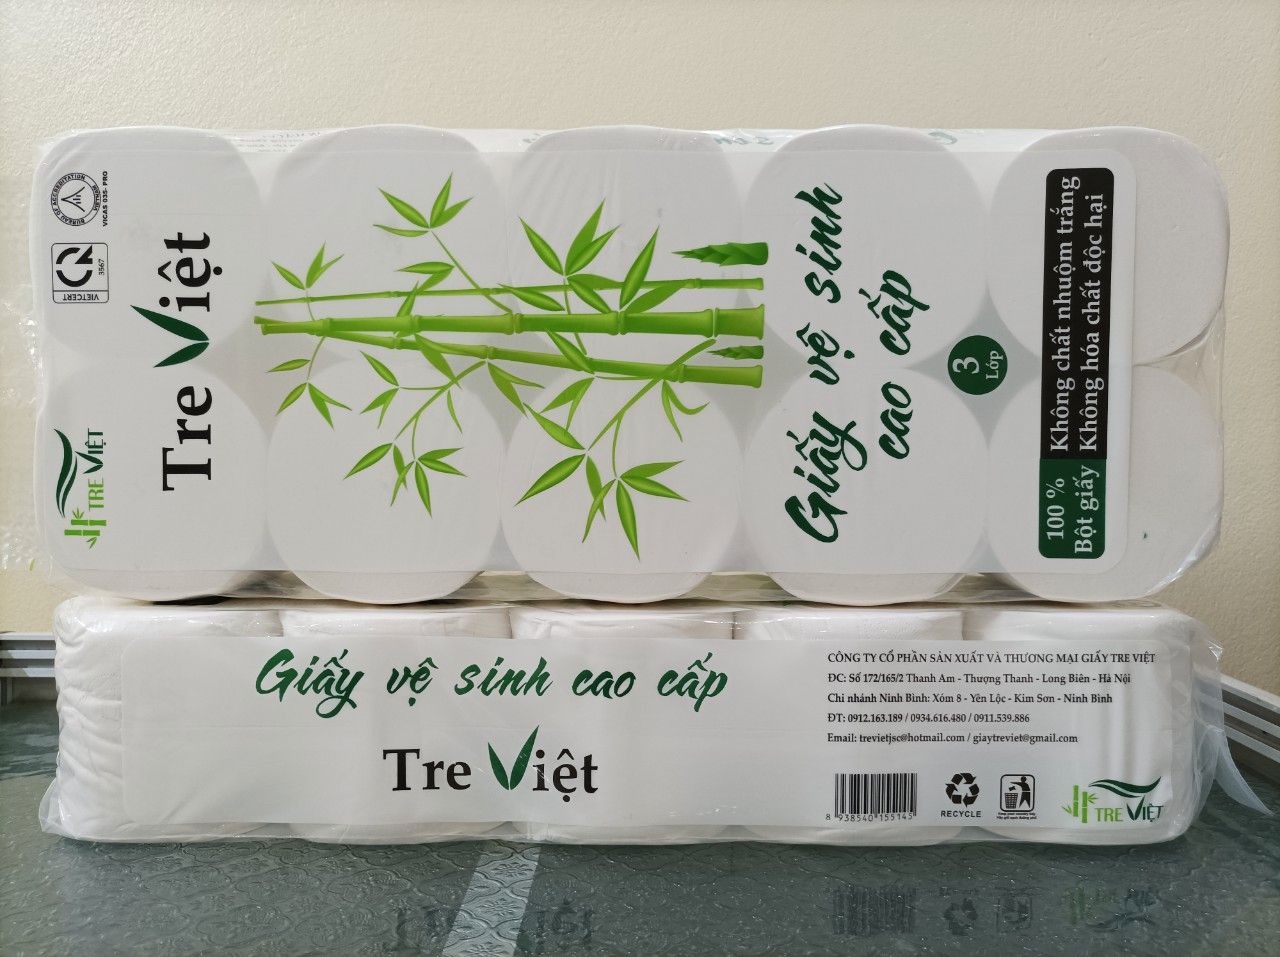 BUREAU OF ACCREDITATION
VICAS 035- PRO
VIETCERT
3567
TRE VIỆT
Tre Việt
Giấy vệ sinh
cao cấp
3
Lớp
100 %
Bột giấy
Không chất nhuộm trắng
Không hóa chất độc hại
Giấy vệ sinh cao cấp
Tre Việt
CÔNG TY CỔ PHẦN SẢN XUẤT VÀ THƯƠNG MẠI GIẤY TRE VIỆT
ĐC: Số 172/165/2 Thanh Am - Thượng Thanh - Long Biên - Hà Nội
Chi nhánh Ninh Bình: Xóm 8 - Yên Lộc - Kim Sơn - Ninh Bình
ĐT: 0912.163.189 / 0934.616.480 / 0911.539.886
Email: trevietjsc@hotmail.com / giaytreviet@gmail.com
8 938540 155145
RECYCLE
TRE VIỆT